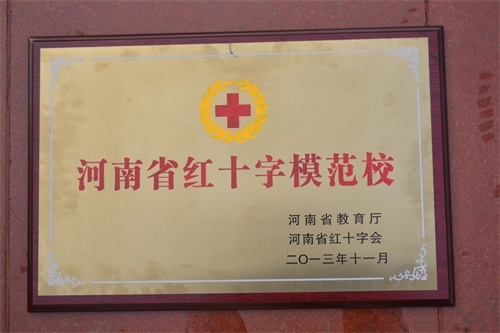 河南省红十字模范校
河南省教育厅
河南省红十字会
二〇一三年十一月